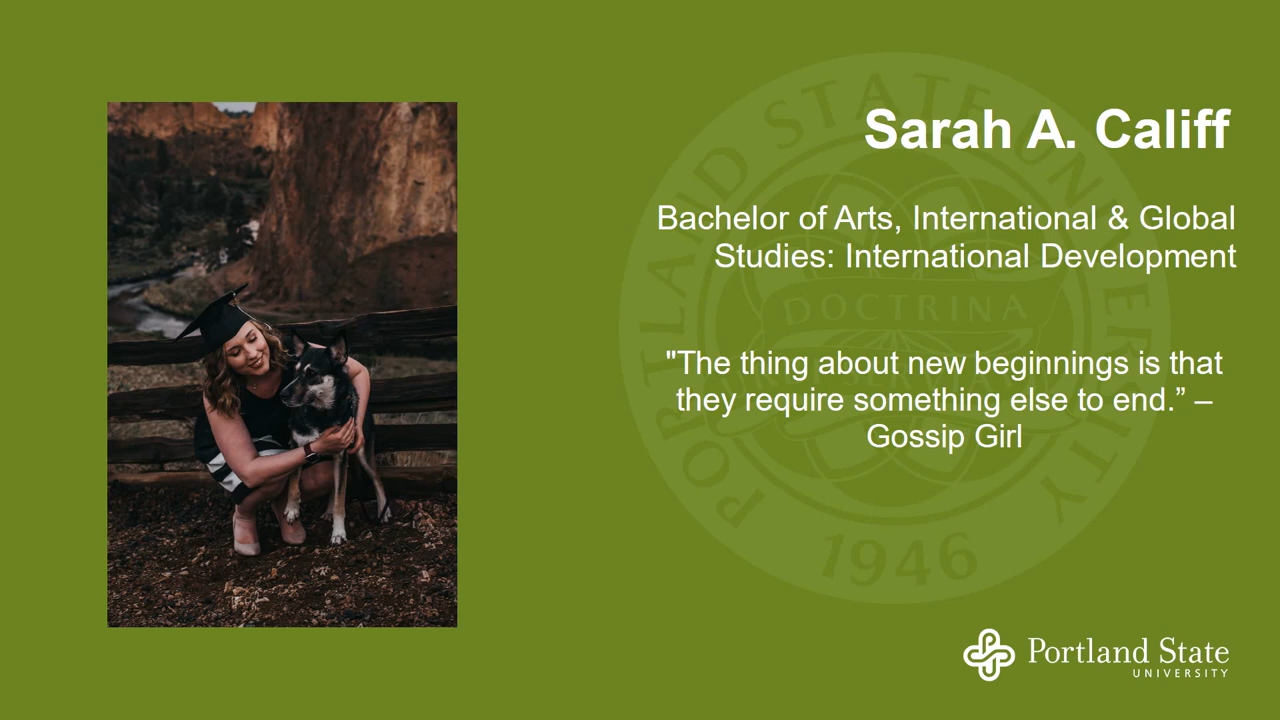 Sarah A. Califf
Bachelor of Arts, International & Global
Studies: International Development
"The thing about new beginnings is that
they require something else to end.” –
Gossip Girl
PORTLAND STATE UNIVERSITY
DOCTRINA
1946
Portland State
UNIVERSITY